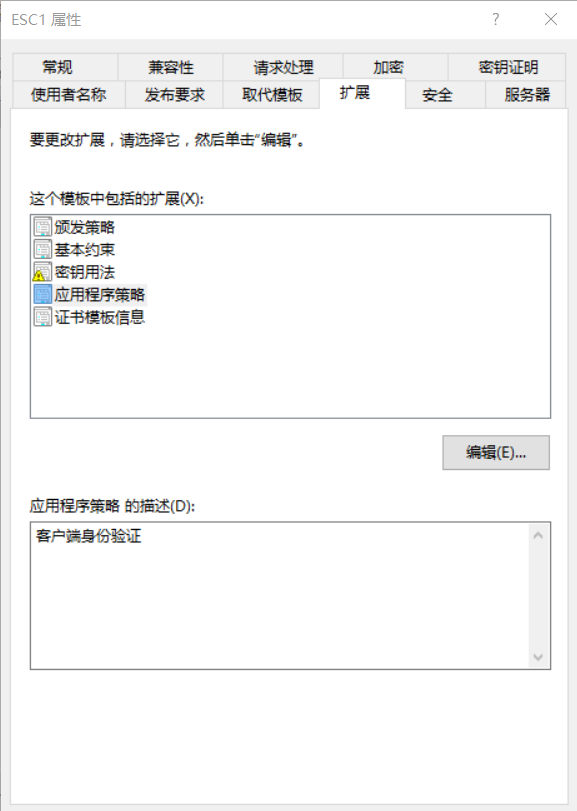 ESC1 属性
常规 兼容性 请求处理 加密 密钥证明
使用者名称 发布要求 取代模板 扩展 安全 服务器
要更改扩展，请选择它，然后单击“编辑”。
这个模板中包括的扩展(X):
颁发策略
基本约束
密钥用法
应用程序策略
证书模板信息
编辑(E)...
应用程序策略 的描述(D):
客户端身份验证